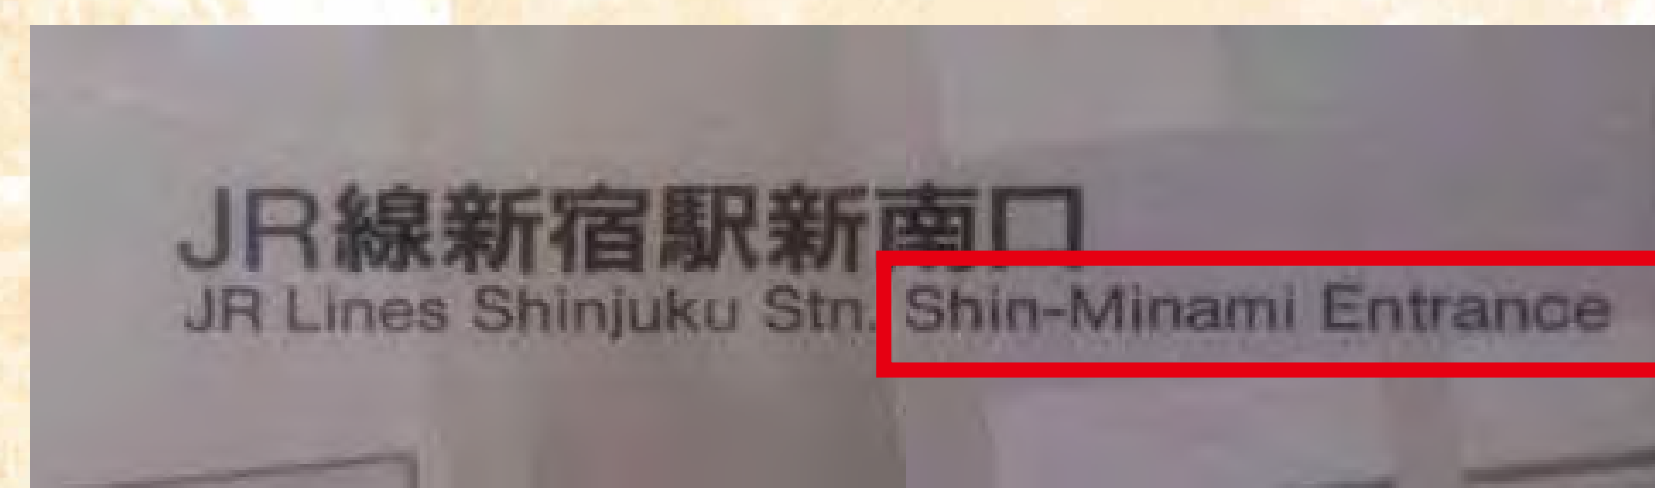 JR線新宿駅新南口
JR Lines Shinjuku Stn. Shin-Minami Entrance